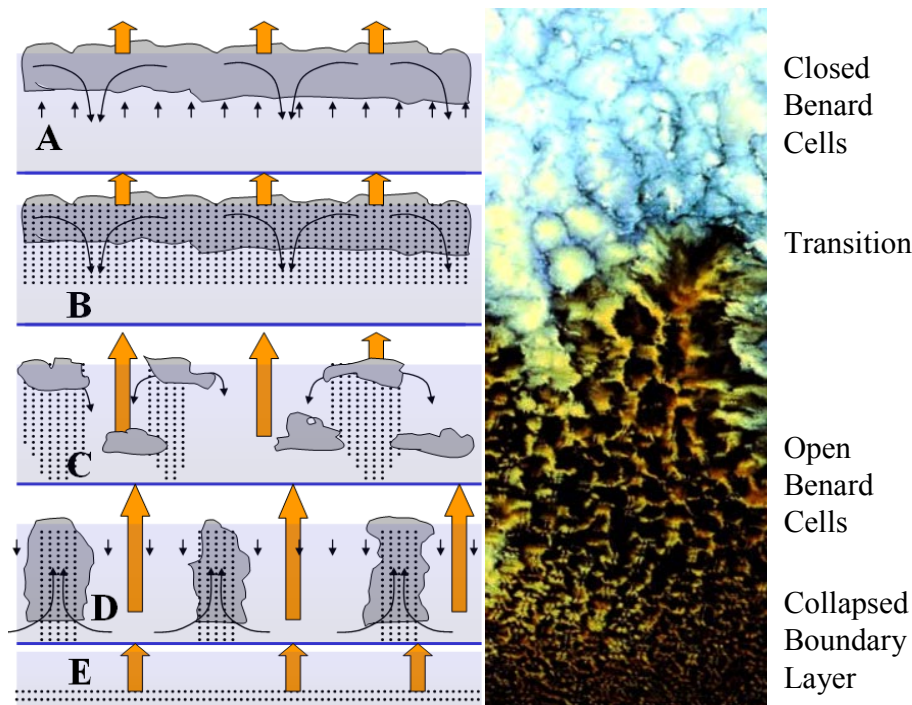 A
B
C
D
E
Closed
Benard
Cells
Transition
Open
Benard
Cells
Collapsed
Boundary
Layer